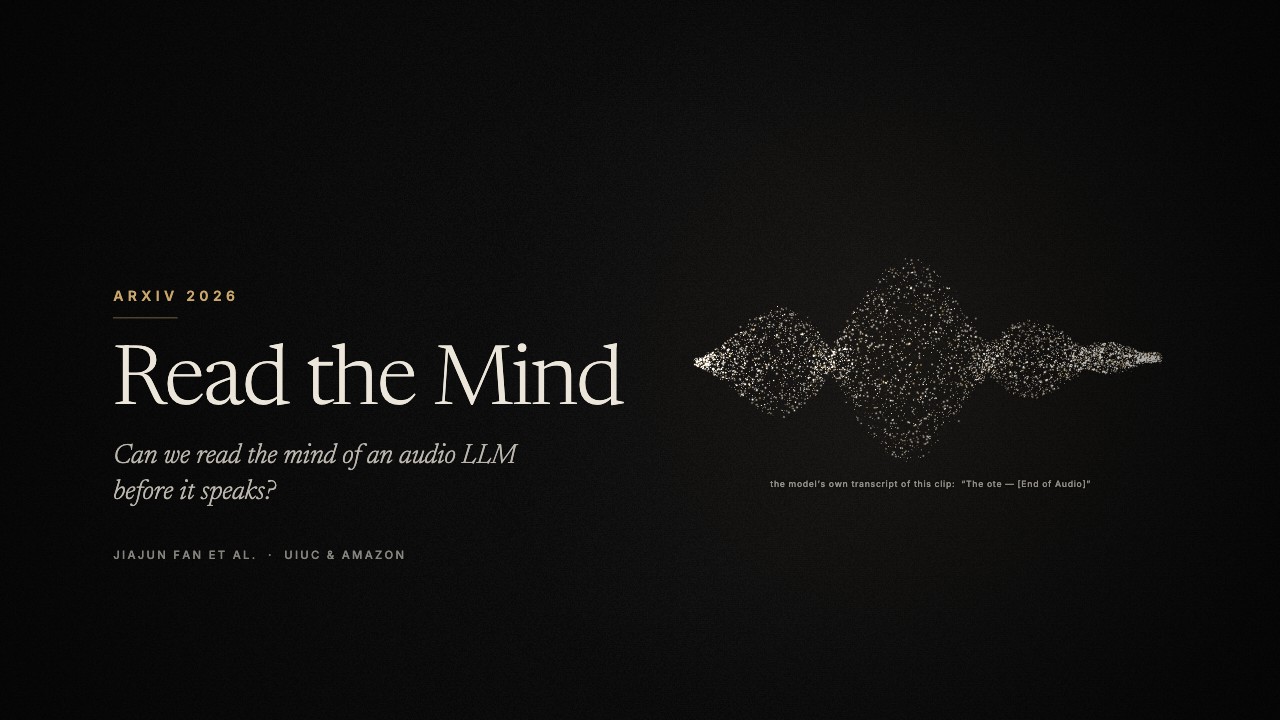 ARXIV 2026
Read the Mind
Can we read the mind of an audio LLM
before it speaks?
JIAJUN FAN ET AL. · UIUC & AMAZON
the model's own transcript of this clip: "The ote — [End of Audio]"